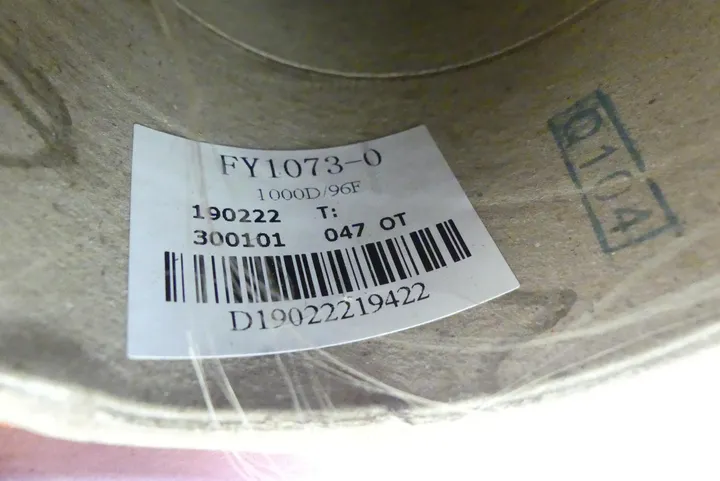 FY1073-0
1000D/96F
190222 T:
300101 047 OT
D19022219422
Q104